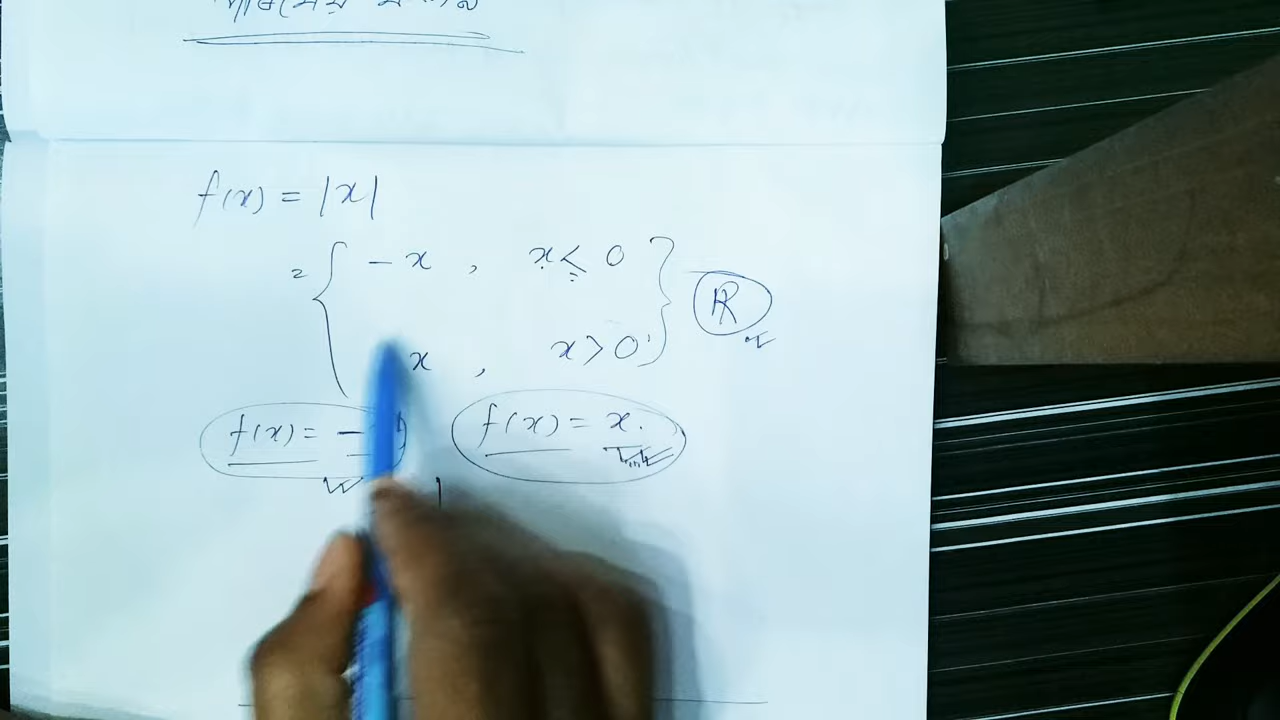 f(x) = |x|
= { -x , x ≤ 0
x , x > 0 } ℝ
f(x) = - f(x) = x.